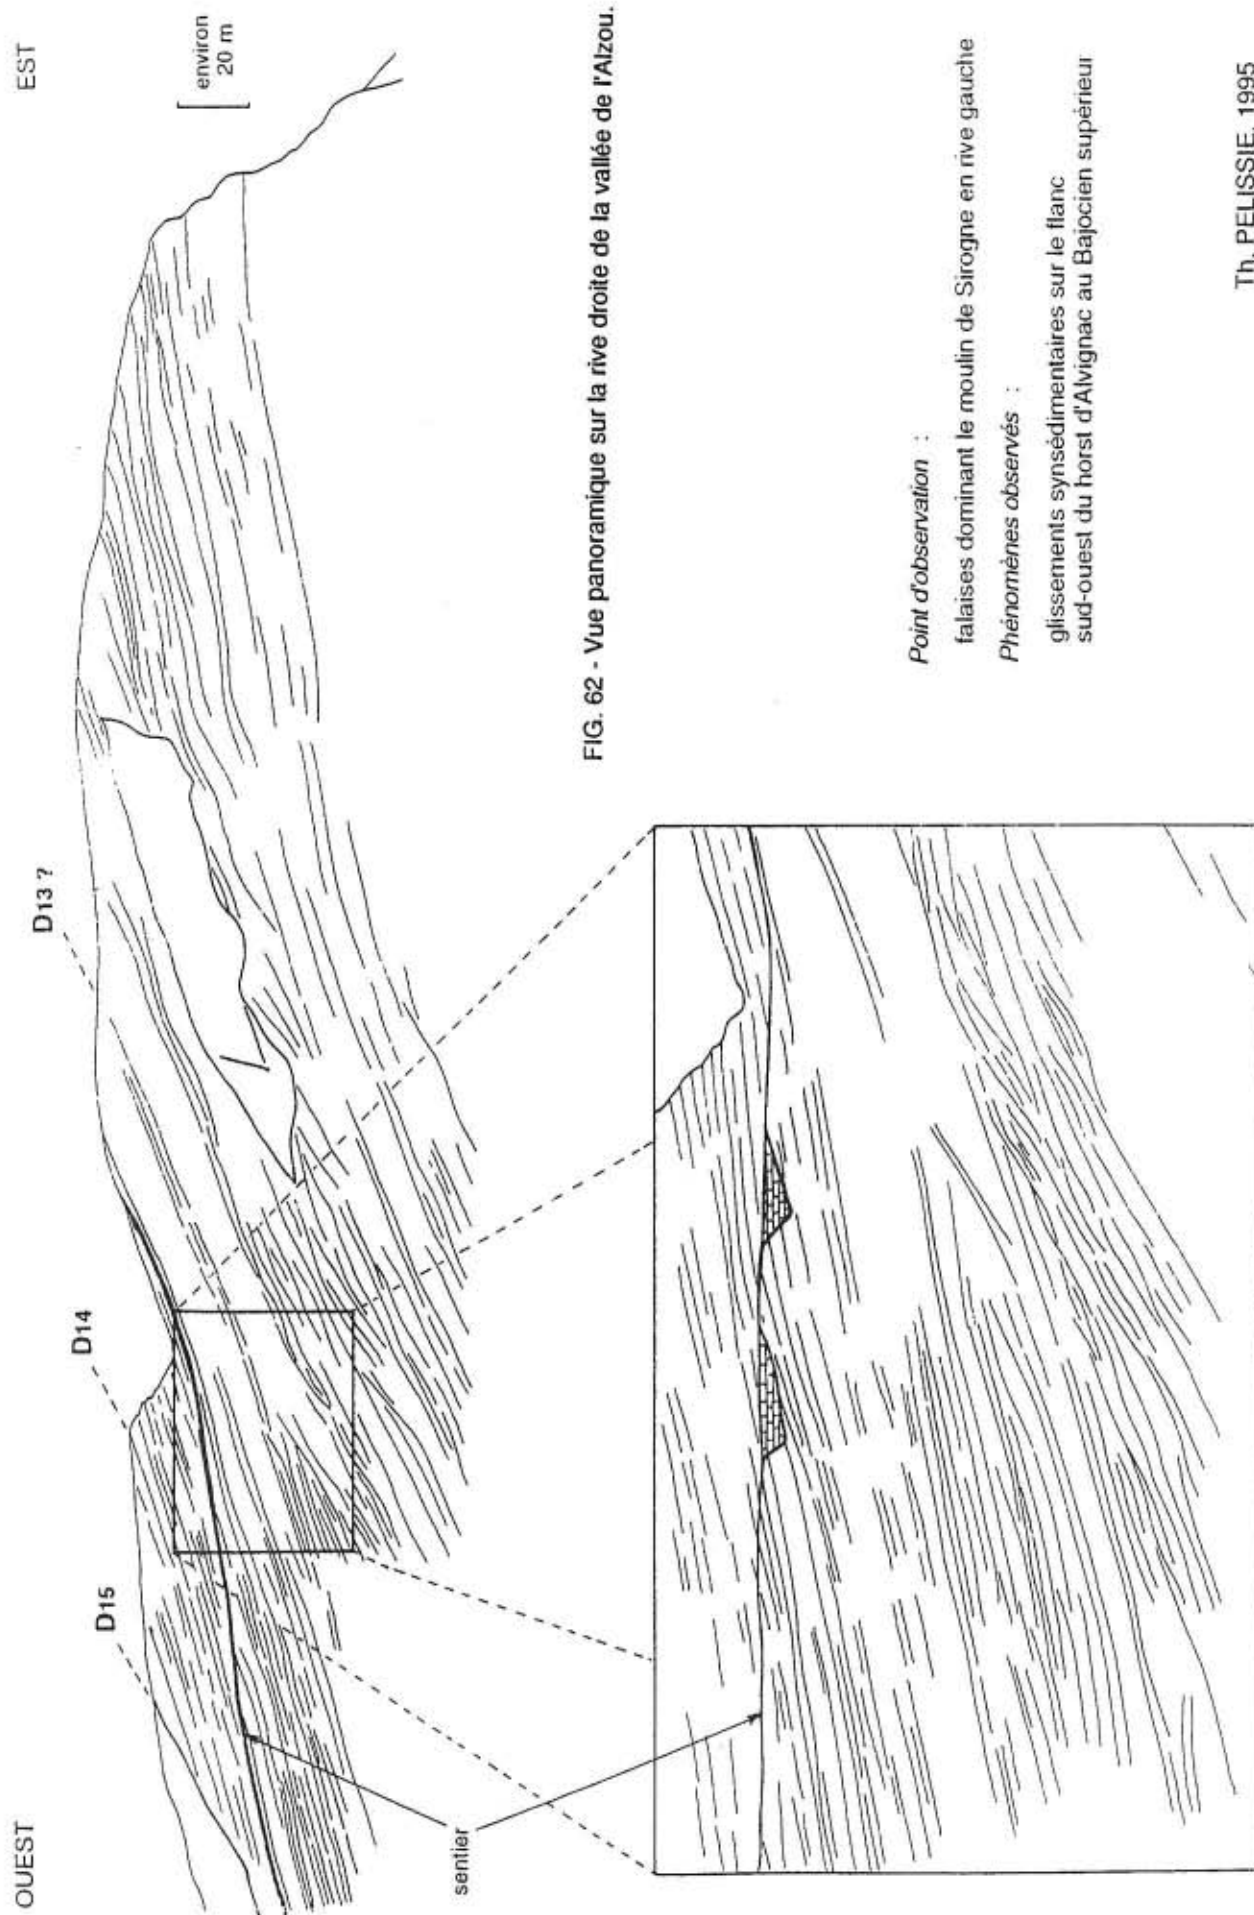 OUEST
EST
D15
D14
D13 ?
environ
20 m
sentier
FIG. 62 - Vue panoramique sur la rive droite de la vallée de l'Alzou.
Point d'observation :
falaises dominant le moulin de Sirogne en rive gauche
Phénomènes observés :
glissements synsédimentaires sur le flanc
sud-ouest du horst d'Alvignac au Bajocien supérieur
Th. PELISSIE, 1995